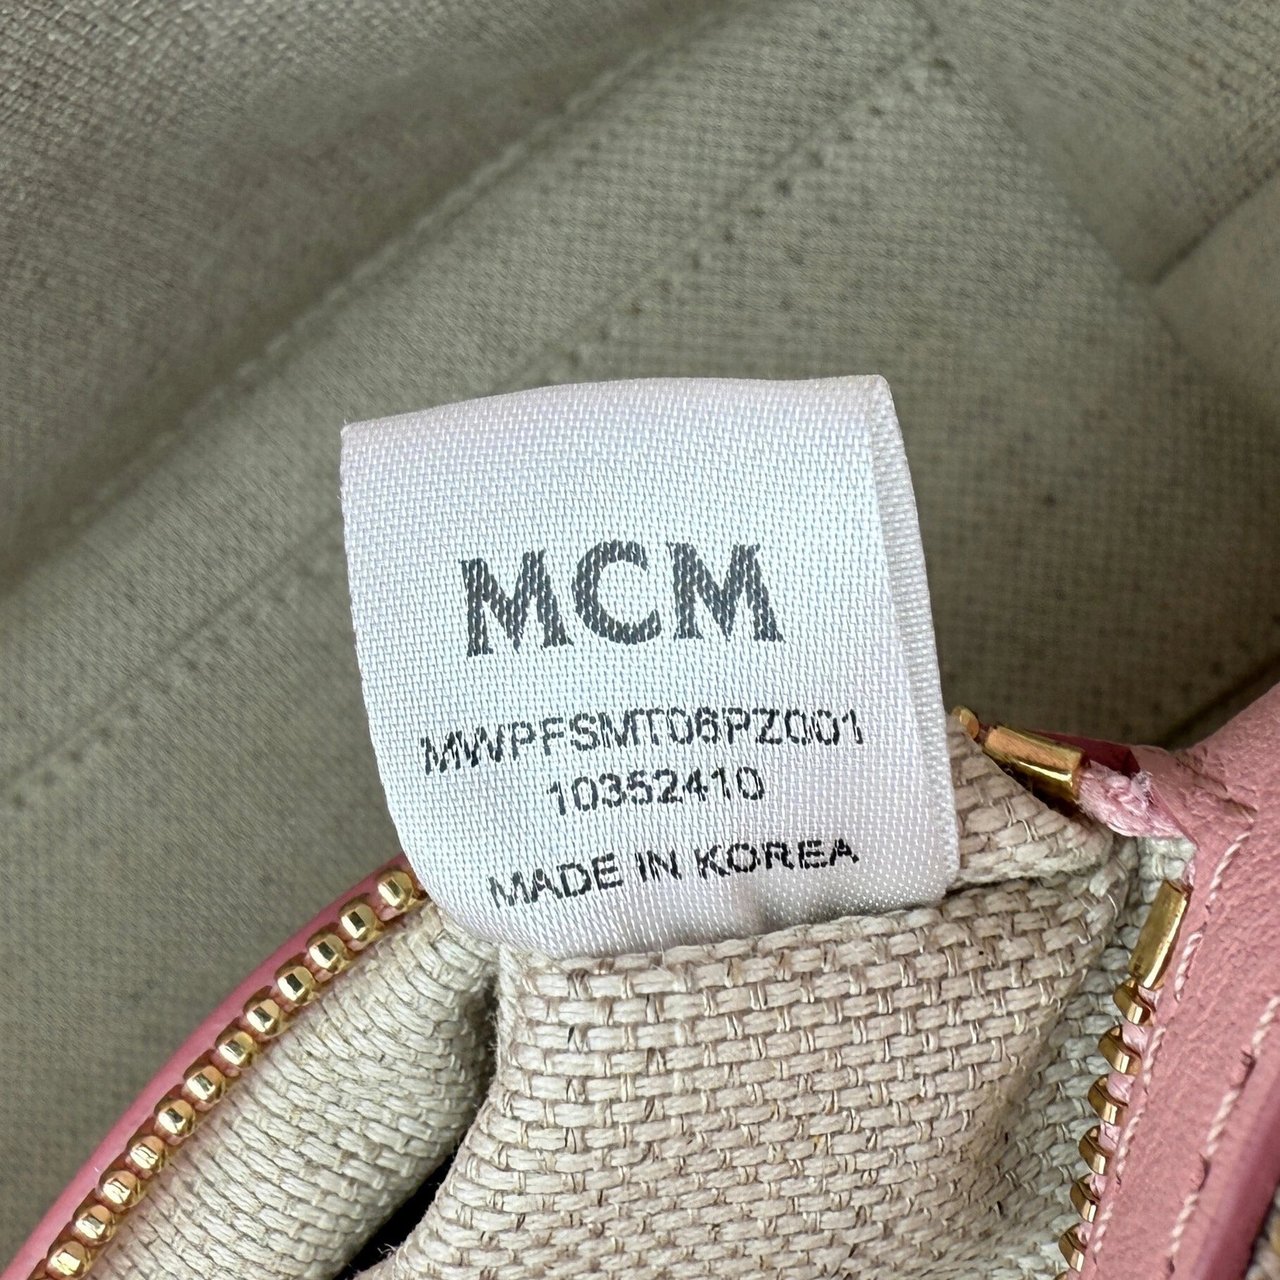 MCM
MWPFSMT06PZ001
10352410
MADE IN KOREA